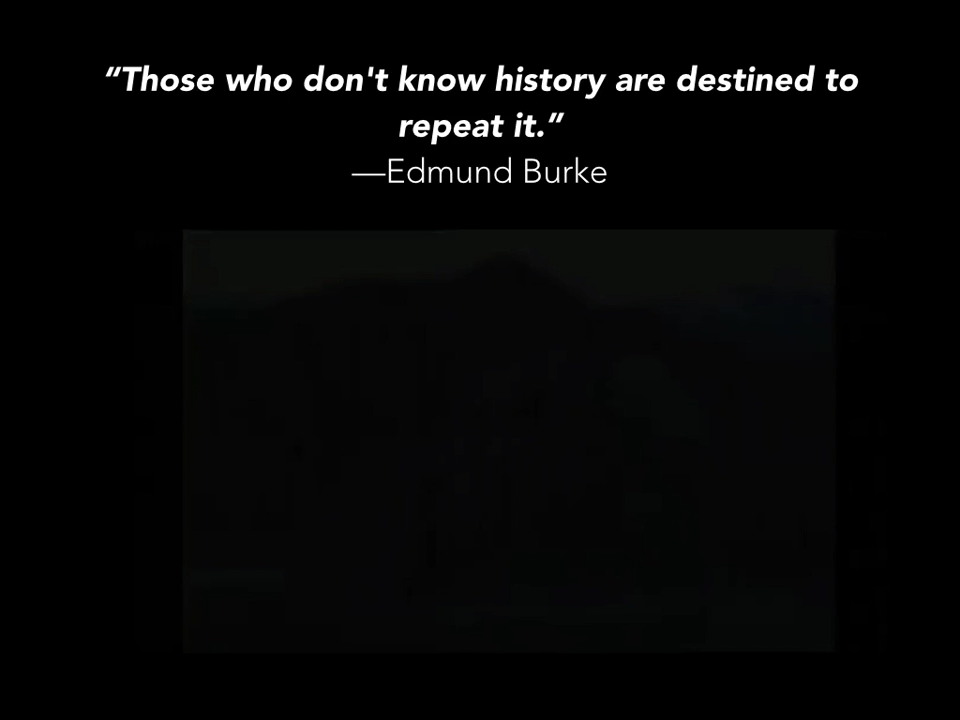 “Those who don't know history are destined to
repeat it.”
—Edmund Burke